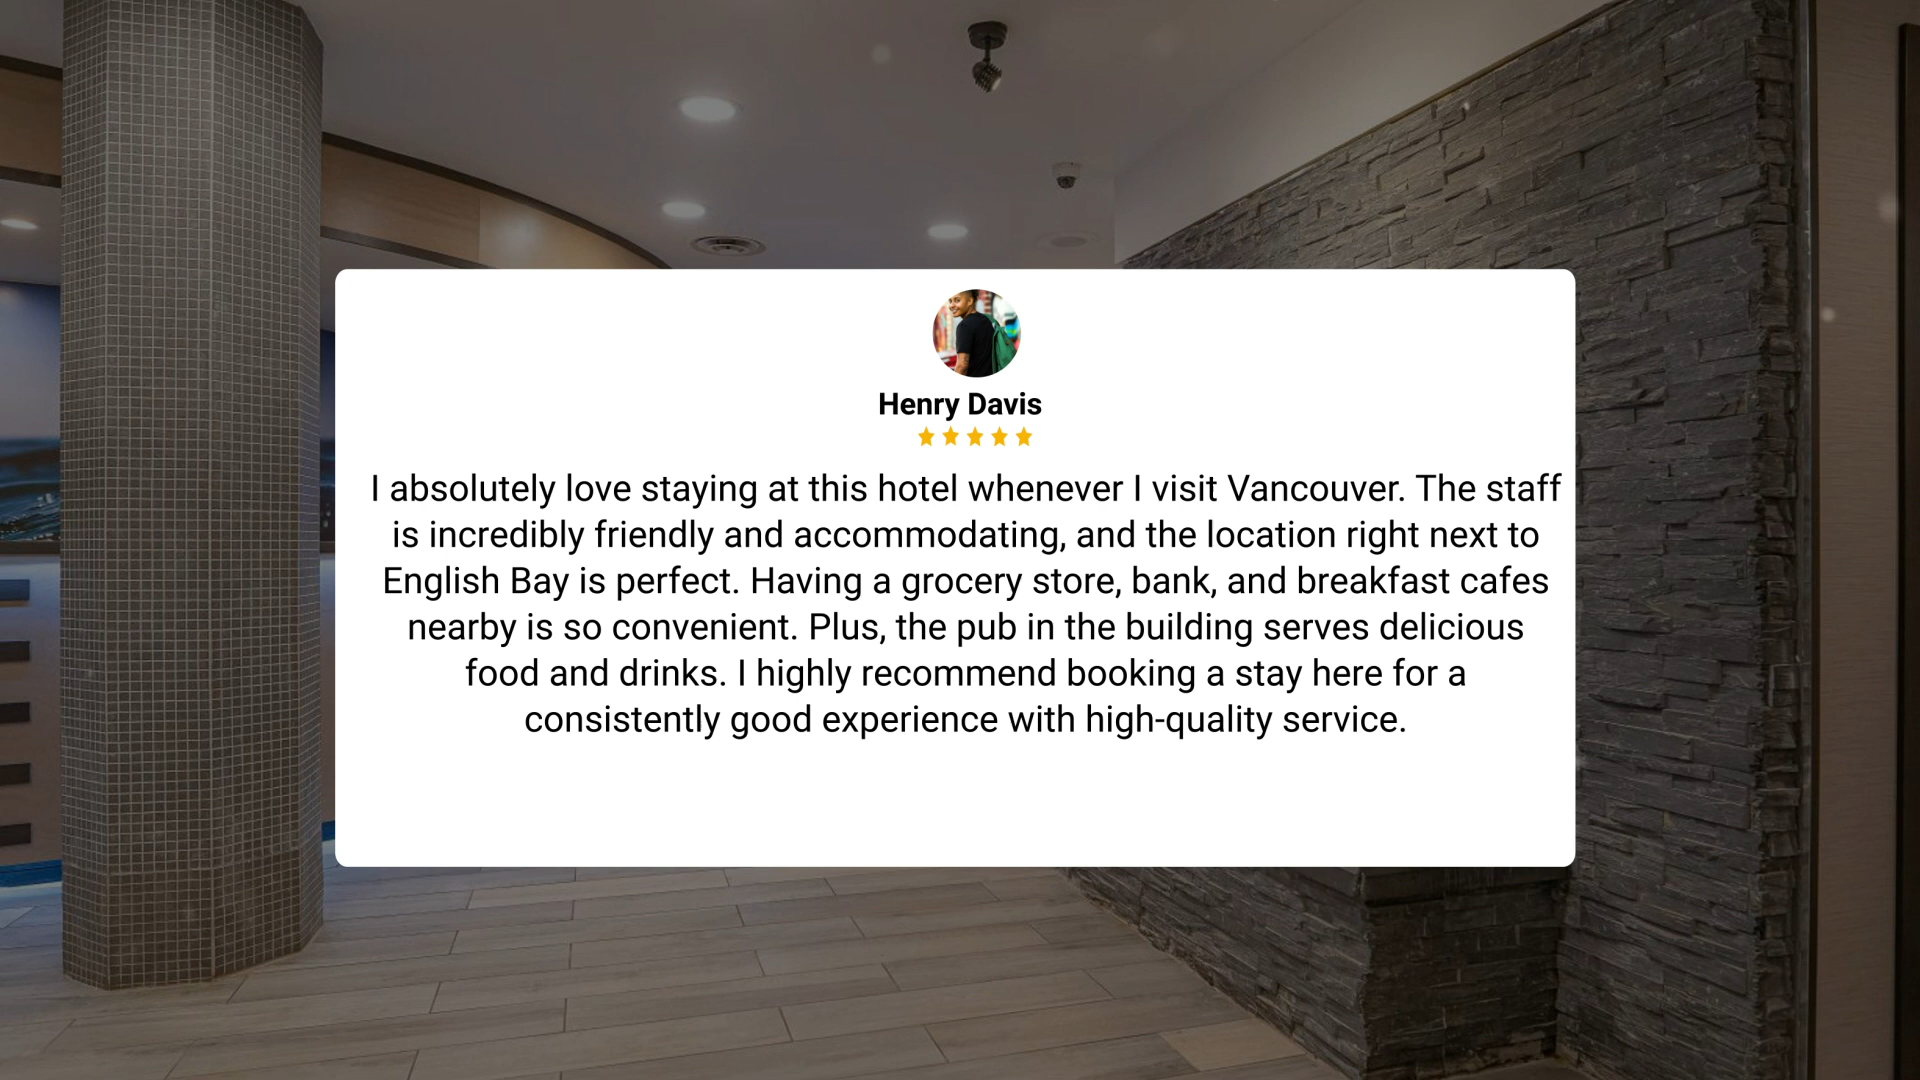 Henry Davis
I absolutely love staying at this hotel whenever I visit Vancouver. The staff
is incredibly friendly and accommodating, and the location right next to
English Bay is perfect. Having a grocery store, bank, and breakfast cafes
nearby is so convenient. Plus, the pub in the building serves delicious
food and drinks. I highly recommend booking a stay here for a
consistently good experience with high-quality service.